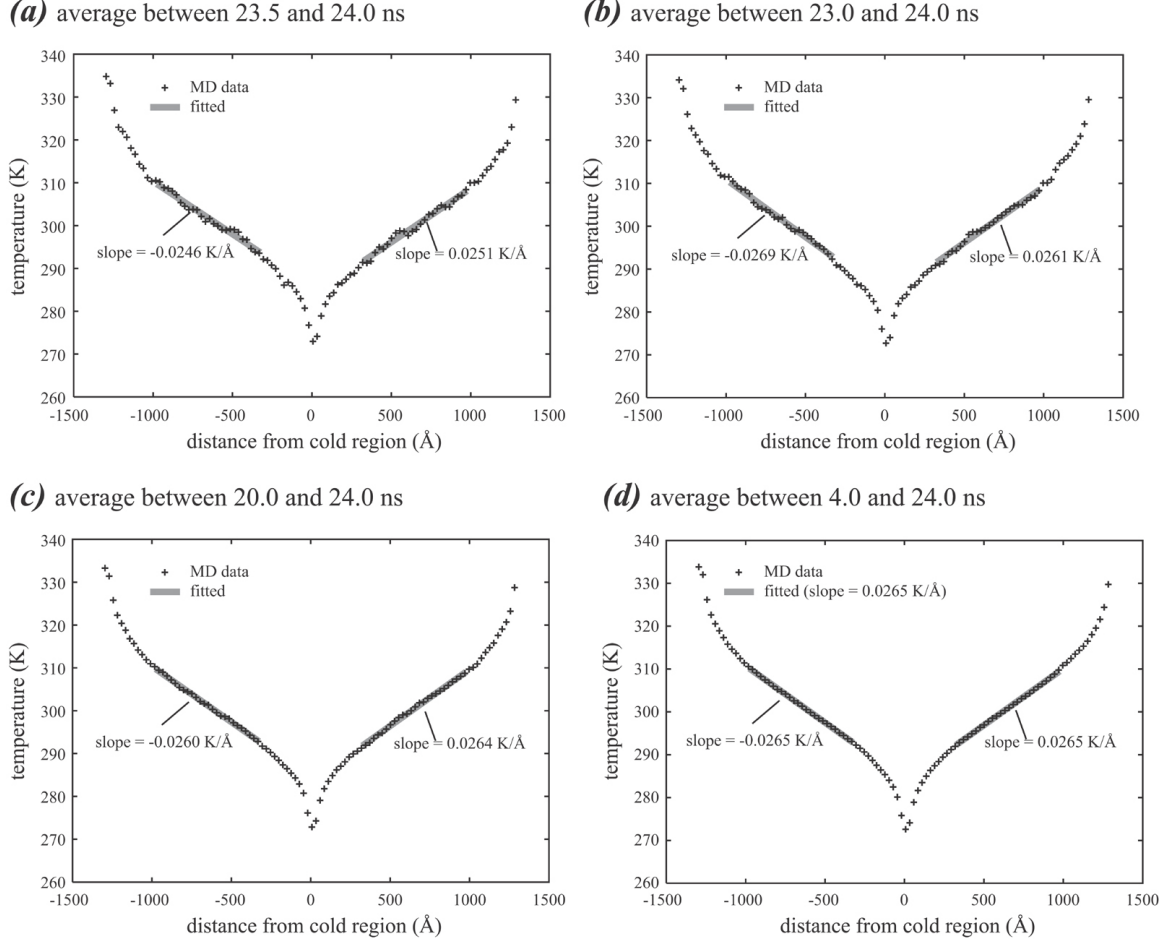 (a) average between 23.5 and 24.0 ns
340
330
320
310
300
290
280
270
260
temperature (K)
MD data
fitted
slope = -0.0246 K/Å
slope = 0.0251 K/Å
-1500
-1000
-500
0
500
1000
1500
distance from cold region (Å)
(b) average between 23.0 and 24.0 ns
340
330
320
310
300
290
280
270
260
temperature (K)
MD data
fitted
slope = -0.0269 K/Å
slope = 0.0261 K/Å
-1500
-1000
-500
0
500
1000
1500
distance from cold region (Å)
(c) average between 20.0 and 24.0 ns
340
330
320
310
300
290
280
270
260
temperature (K)
MD data
fitted
slope = -0.0260 K/Å
slope = 0.0264 K/Å
-1500
-1000
-500
0
500
1000
1500
distance from cold region (Å)
(d) average between 4.0 and 24.0 ns
340
330
320
310
300
290
280
270
260
temperature (K)
MD data
fitted (slope = 0.0265 K/Å)
slope = -0.0265 K/Å
slope = 0.0265 K/Å
-1500
-1000
-500
0
500
1000
1500
distance from cold region (Å)